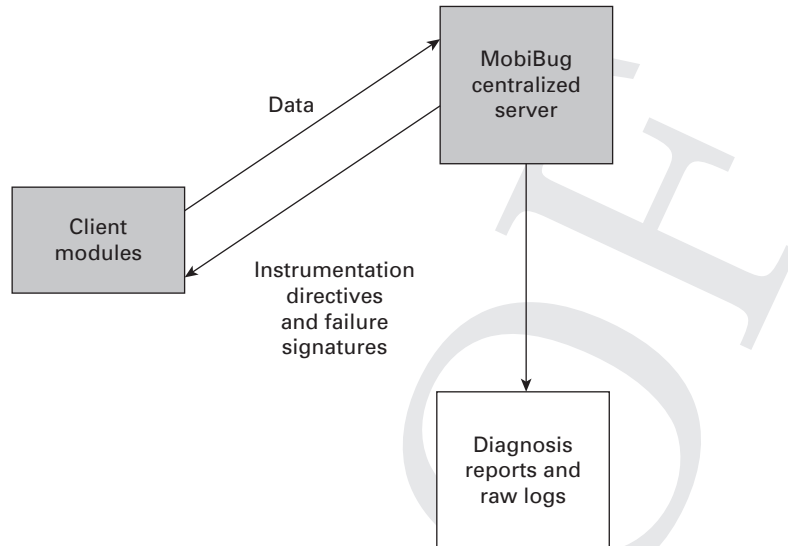 MobiBug
centralized
server
Data
Client
modules
Instrumentation
directives
and failure
signatures
Diagnosis
reports and
raw logs